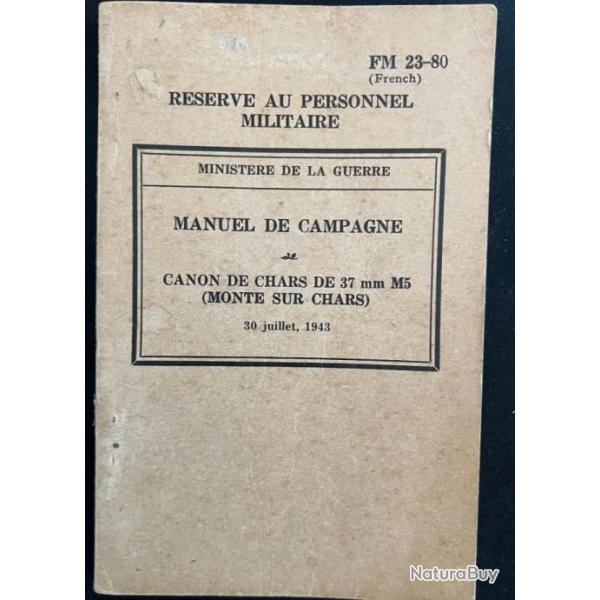 FM 23-80
(French)
RESERVE AU PERSONNEL
MILITAIRE
MINISTERE DE LA GUERRE
MANUEL DE CAMPAGNE
CANON DE CHARS DE 37 mm M5
(MONTE SUR CHARS)
30 juillet, 1943
NaturaBuy